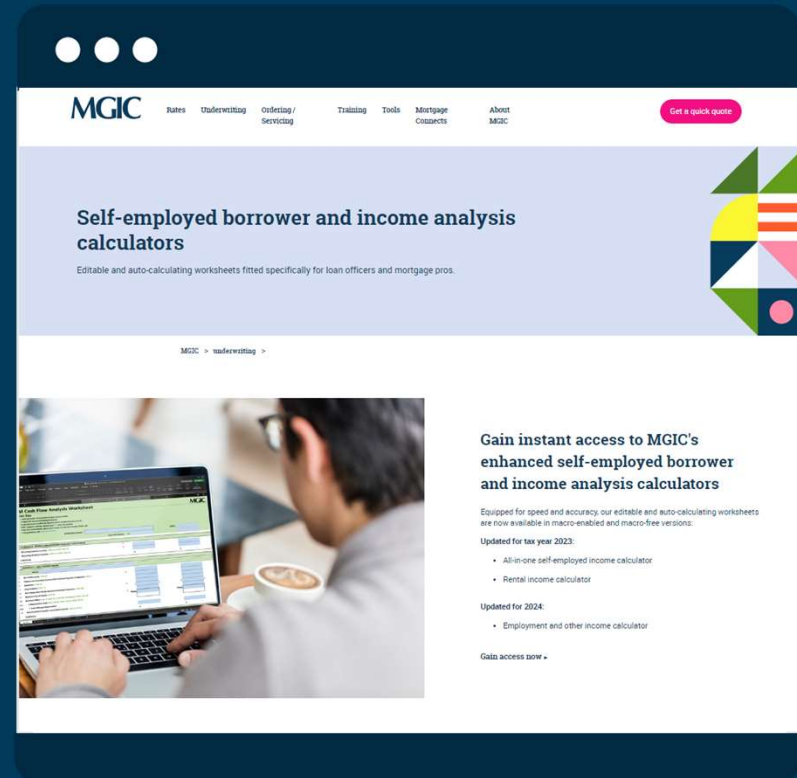 MGIC
Rates Underwriting Ordering / Servicing Training Tools Mortgage Connects About MGIC
Get a quick quote
Self-employed borrower and income analysis
calculators
Editable and auto-calculating worksheets fitted specifically for loan officers and mortgage pros.
MGIC > underwriting >
MGIC
Cash Flow Analysis Worksheet
Gain instant access to MGIC's
enhanced self-employed borrower
and income analysis calculators
Equipped for speed and accuracy, our editable and auto-calculating worksheets
are now available in macro-enabled and macro-free versions:
Updated for tax year 2023:
• All-in-one self-employed income calculator
• Rental income calculator
Updated for 2024:
• Employment and other income calculator
Gain access now ▸